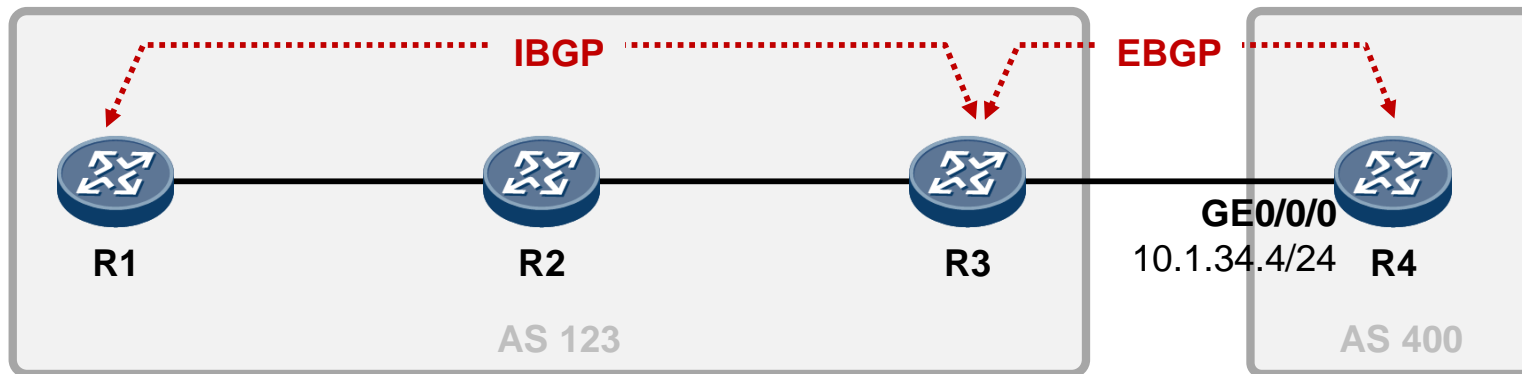 IBGP
EBGP
GE0/0/0
10.1.34.4/24
R1
R2
R3
R4
AS 123
AS 400